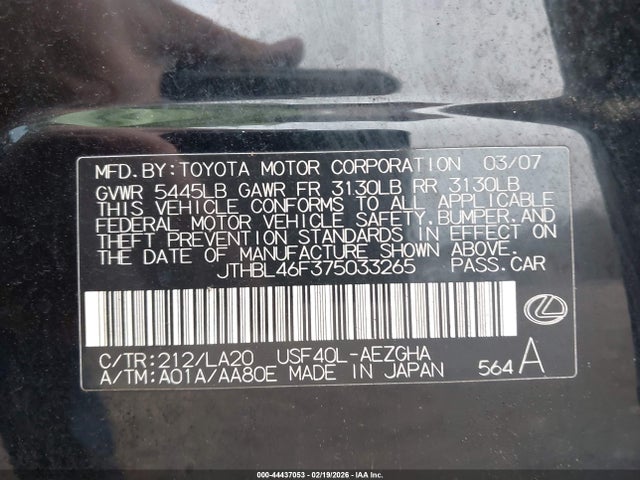 MFD. BY: TOYOTA MOTOR CORPORATION 03/07
GVWR 5445LB GAWR FR 3130LB RR 3130LB
THIS VEHICLE CONFORMS TO ALL APPLICABLE
FEDERAL MOTOR VEHICLE SAFETY, BUMPER, AND
THEFT PREVENTION STANDARDS IN EFFECT ON
THE DATE OF MANUFACTURE SHOWN ABOVE.
JTHBL46F375033265 PASS. CAR
C/TR: 212/LA20 USF40L-AEZGHA
A/TM: A01A/AA80E MADE IN JAPAN 564 A
000-44437053 - 02/19/2026 - IAA Inc.